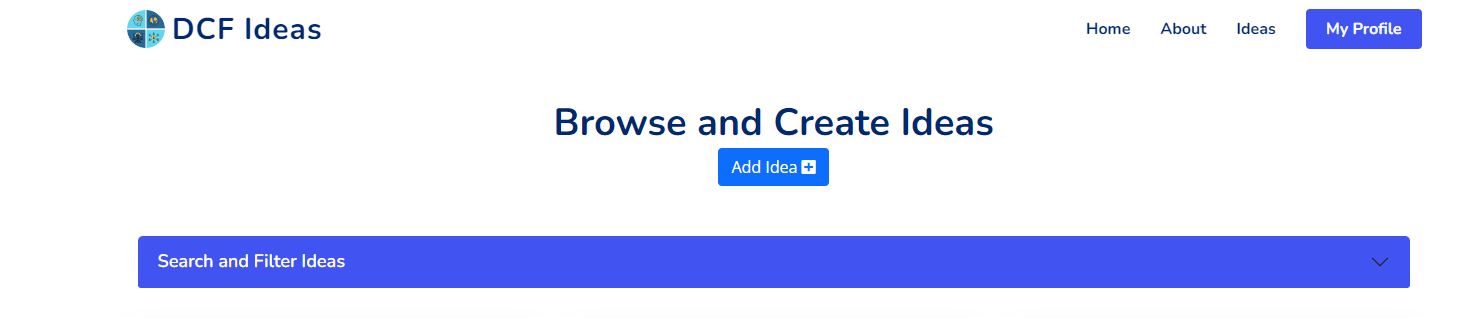 DCF Ideas
Home About Ideas My Profile
Browse and Create Ideas
Add Idea
Search and Filter Ideas